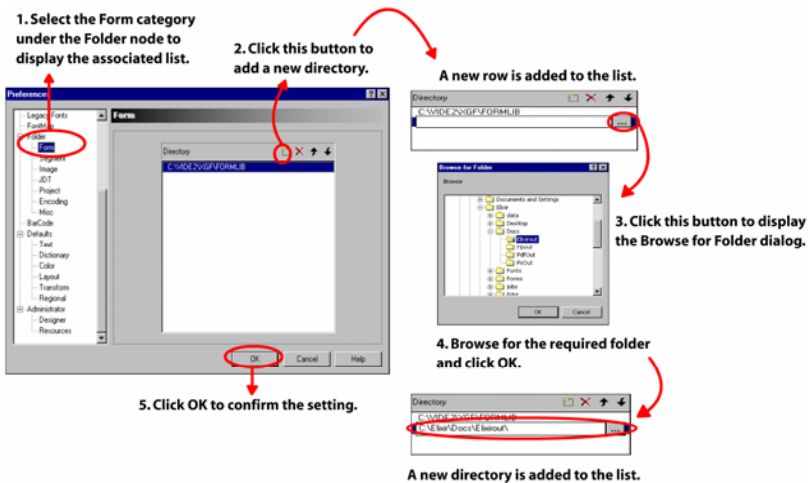 1. Select the Form category
under the Folder node to
display the associated list.
2. Click this button to
add a new directory.
A new row is added to the list.
Preferences
Legacy Fonts
FontMap
Folder
Form
Segment
Image
JDT
Project
Encoding
Misc
BarCode
Defaults
Text
Dictionary
Color
Layout
Transform
Regional
Administrator
Designer
Resources
Form
Directory
C:\VIDE2\XGF\FORMLIB
OK
Cancel
Help
Directory
C:\VIDE2\XGF\FORMLIB
...
Browse for Folder
Browse
Documents and Settings
Elixir
data
Desktop
Docs
Elixirout
PdfOut
PsOut
Fonts
Forms
Jobs
OK
Cancel
3. Click this button to display
the Browse for Folder dialog.
4. Browse for the required folder
and click OK.
5. Click OK to confirm the setting.
Directory
C:\VIDE2\XGF\FORMLIB
C:\Elixir\Docs\Elixirout\
...
A new directory is added to the list.